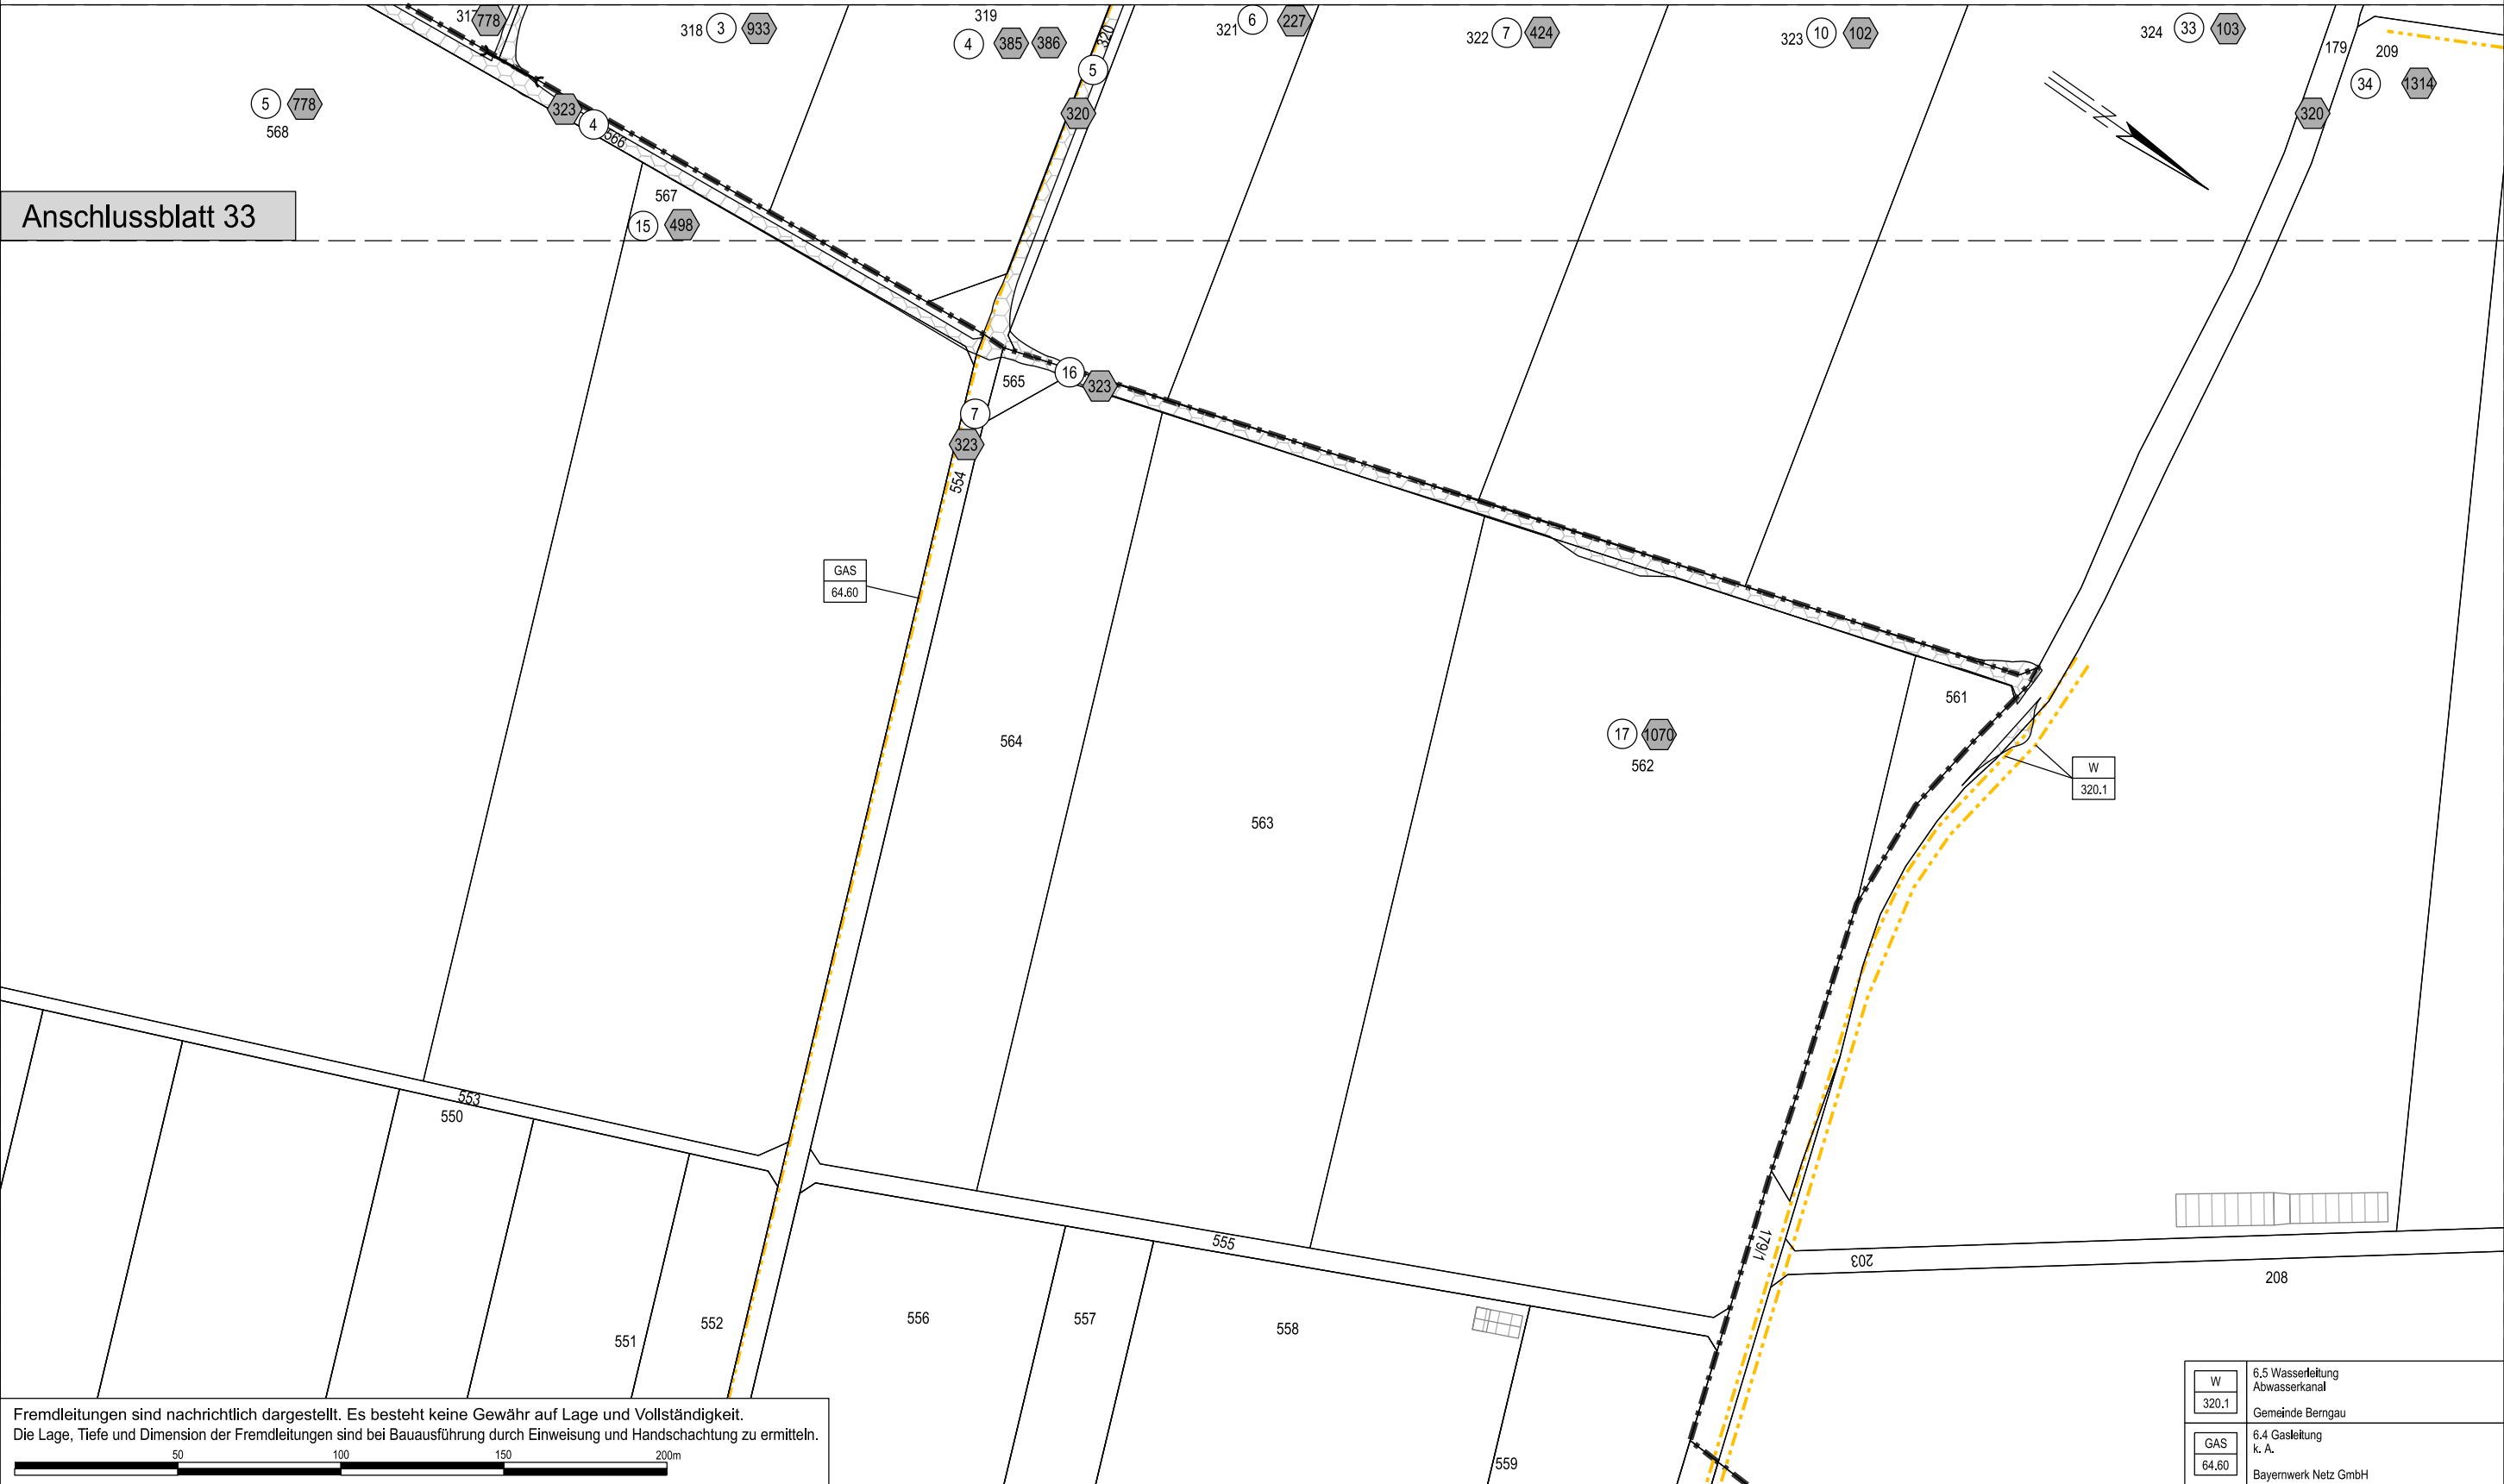 317 778
318 3 933
319
4 385 386
320
5
320
321 6 227
322 7 424
323 10 102
324 33 103
179
209
34 1314
320
5 778
568
323
4
566
567
15 498
Anschlussblatt 33
565
16
323
7
323
554
GAS
64.60
564
563
17 1070
562
561
W
320.1
553
550
555
179/1
203
208
551
552
556
557
558
559
W
320.1
6.5 Wasserleitung
Abwasserkanal
Gemeinde Berngau
GAS
64.60
6.4 Gasleitung
k. A.
Bayernwerk Netz GmbH
Fremdleitungen sind nachrichtlich dargestellt. Es besteht keine Gewähr auf Lage und Vollständigkeit.
Die Lage, Tiefe und Dimension der Fremdleitungen sind bei Bauausführung durch Einweisung und Handschachtung zu ermitteln.
50 100 150 200m